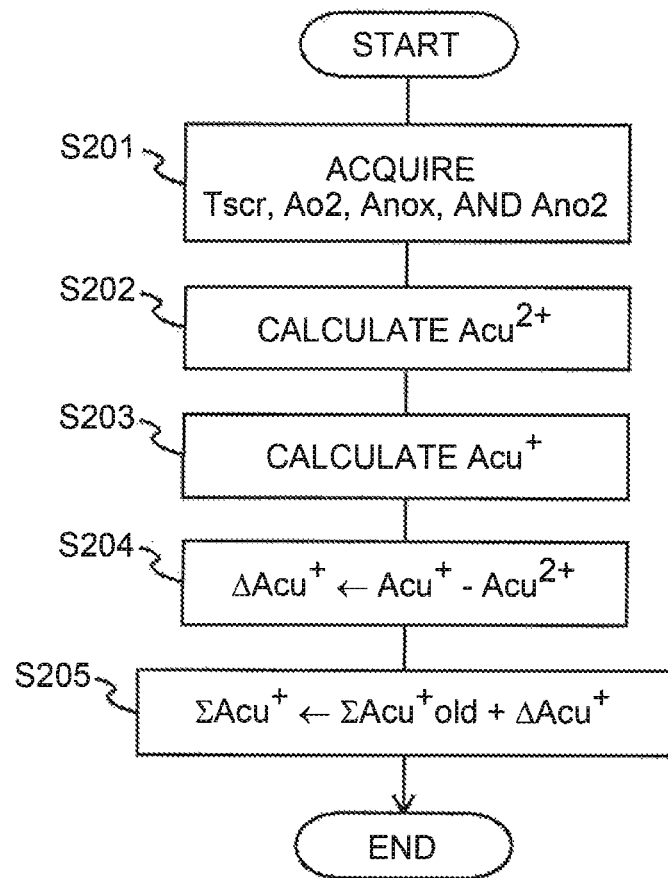 START
S201
ACQUIRE
Tscr, Ao2, Anox, AND Ano2
S202
CALCULATE Acu²⁺
S203
CALCULATE Acu⁺
S204
ΔAcu⁺ ← Acu⁺ - Acu²⁺
S205
ΣAcu⁺ ← ΣAcu⁺old + ΔAcu⁺
END